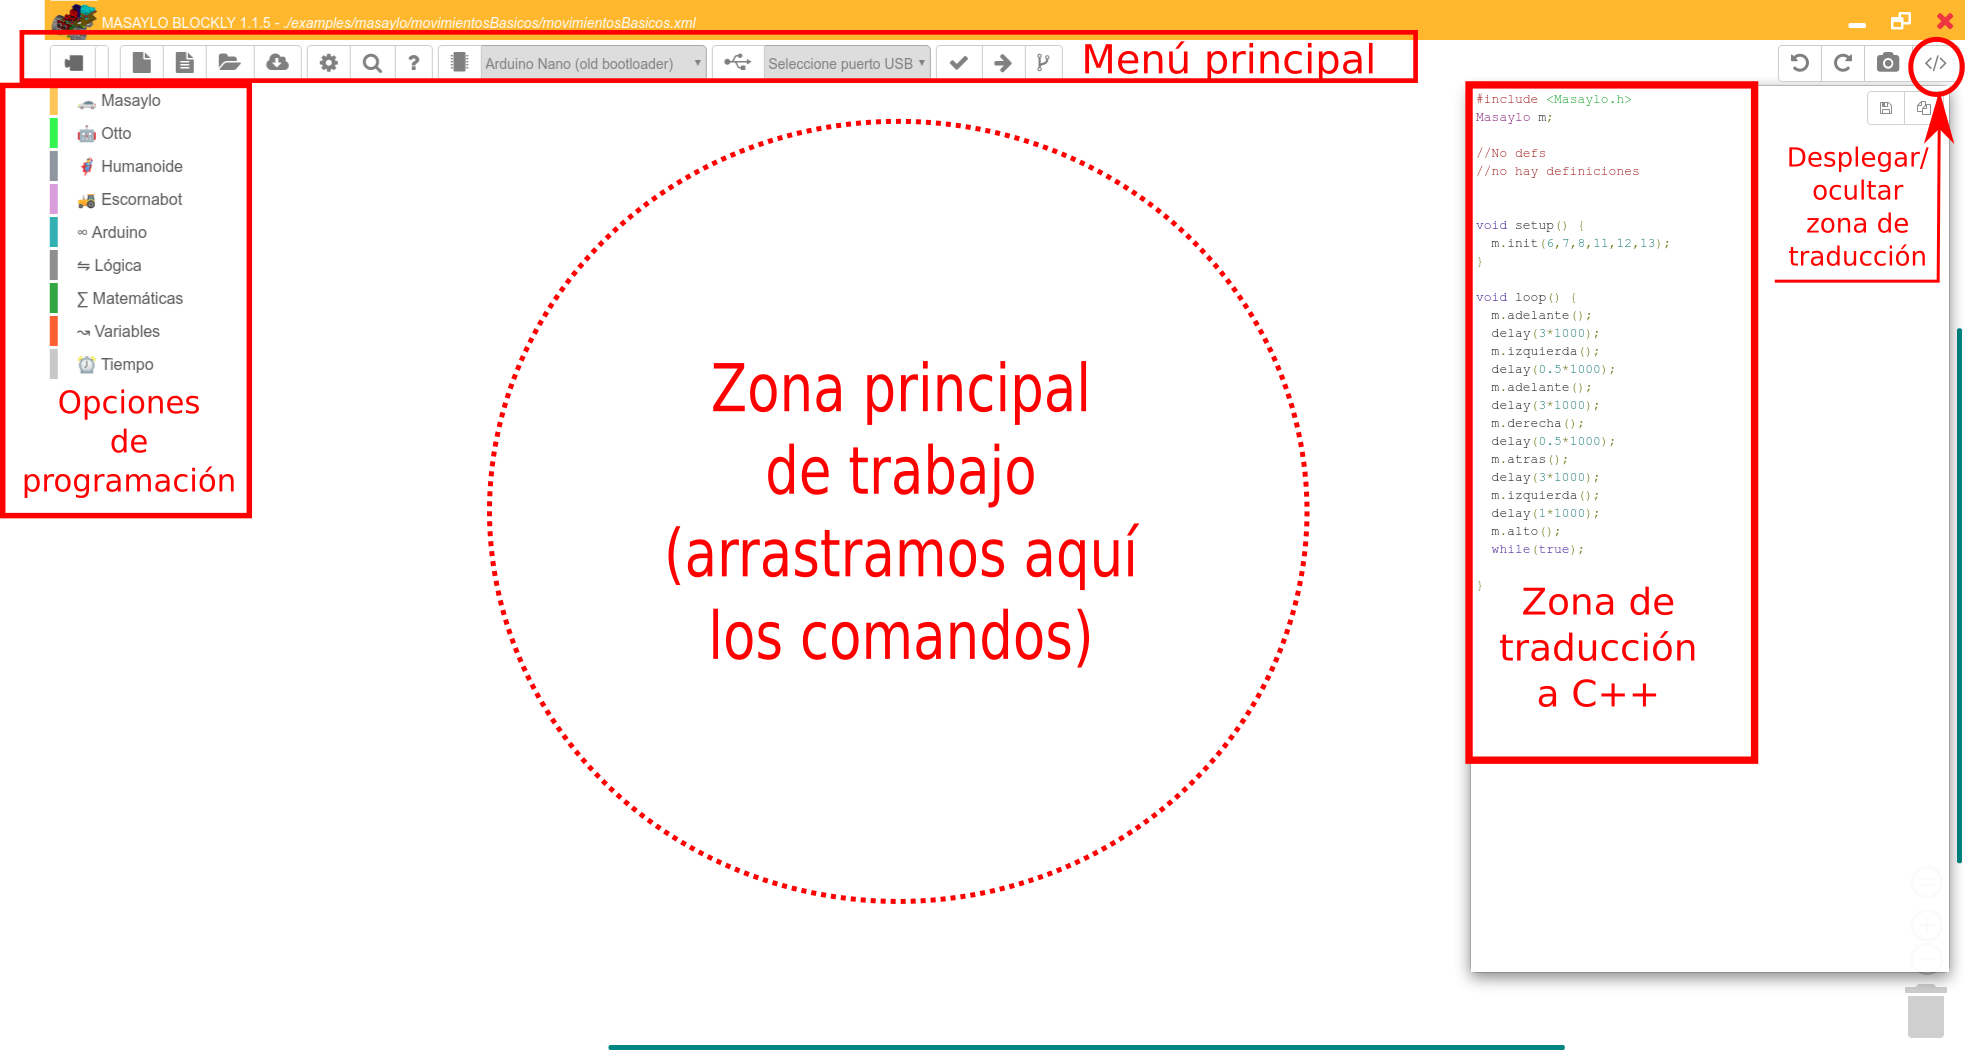 MASAYLO BLOCKLY 1.1.5 - ./examples/masaylo/movimientosBasicos/movimientosBasicos.xml
?
Arduino Nano (old bootloader)
Seleccione puerto USB
Menú principal
</>
Masaylo
Otto
Humanoide
Escornabot
∞ Arduino
⇋ Lógica
∑ Matemáticas
↝ Variables
Tiempo
Opciones
de
programación
Zona principal
de trabajo
(arrastramos aquí
los comandos)
#include <Masaylo.h>
Masaylo m;
//No defs
//no hay definiciones
void setup() {
m.init(6,7,8,11,12,13);
}
void loop() {
m.adelante();
delay(3*1000);
m.izquierda();
delay(0.5*1000);
m.adelante();
delay(3*1000);
m.derecha();
delay(0.5*1000);
m.atras();
delay(3*1000);
m.izquierda();
delay(1*1000);
m.alto();
while(true);
}
Zona de
traducción
a C++
Desplegar/
ocultar
zona de
traducción